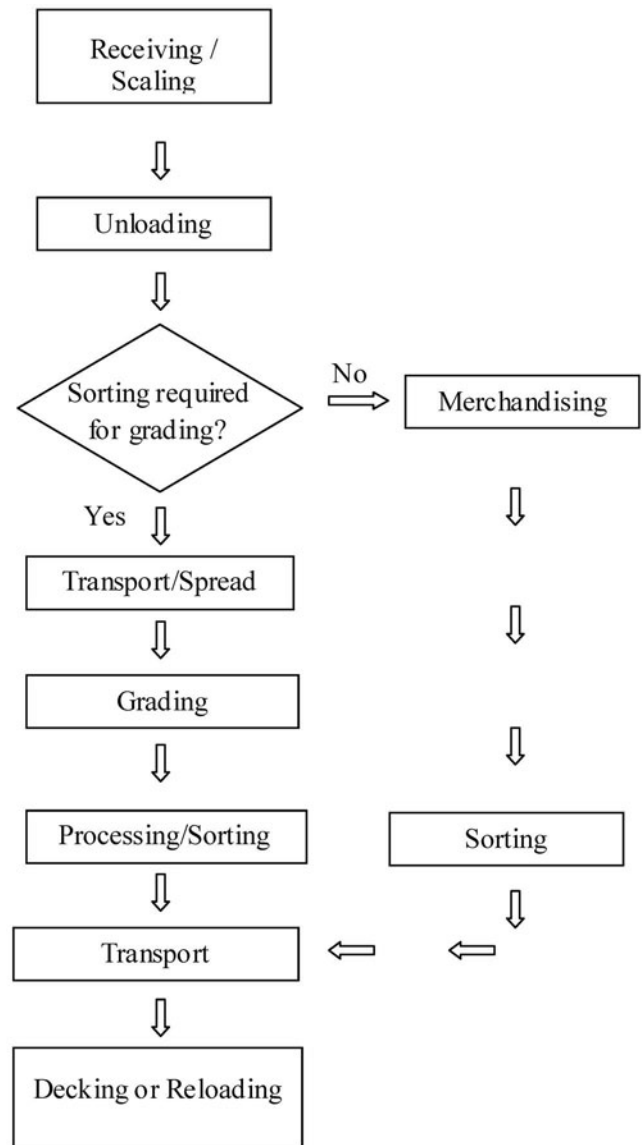 Receiving /
Scaling
Unloading
Sorting required
for grading?
No
Merchandising
Yes
Transport/Spread
Grading
Processing/Sorting
Sorting
Transport
Decking or Reloading